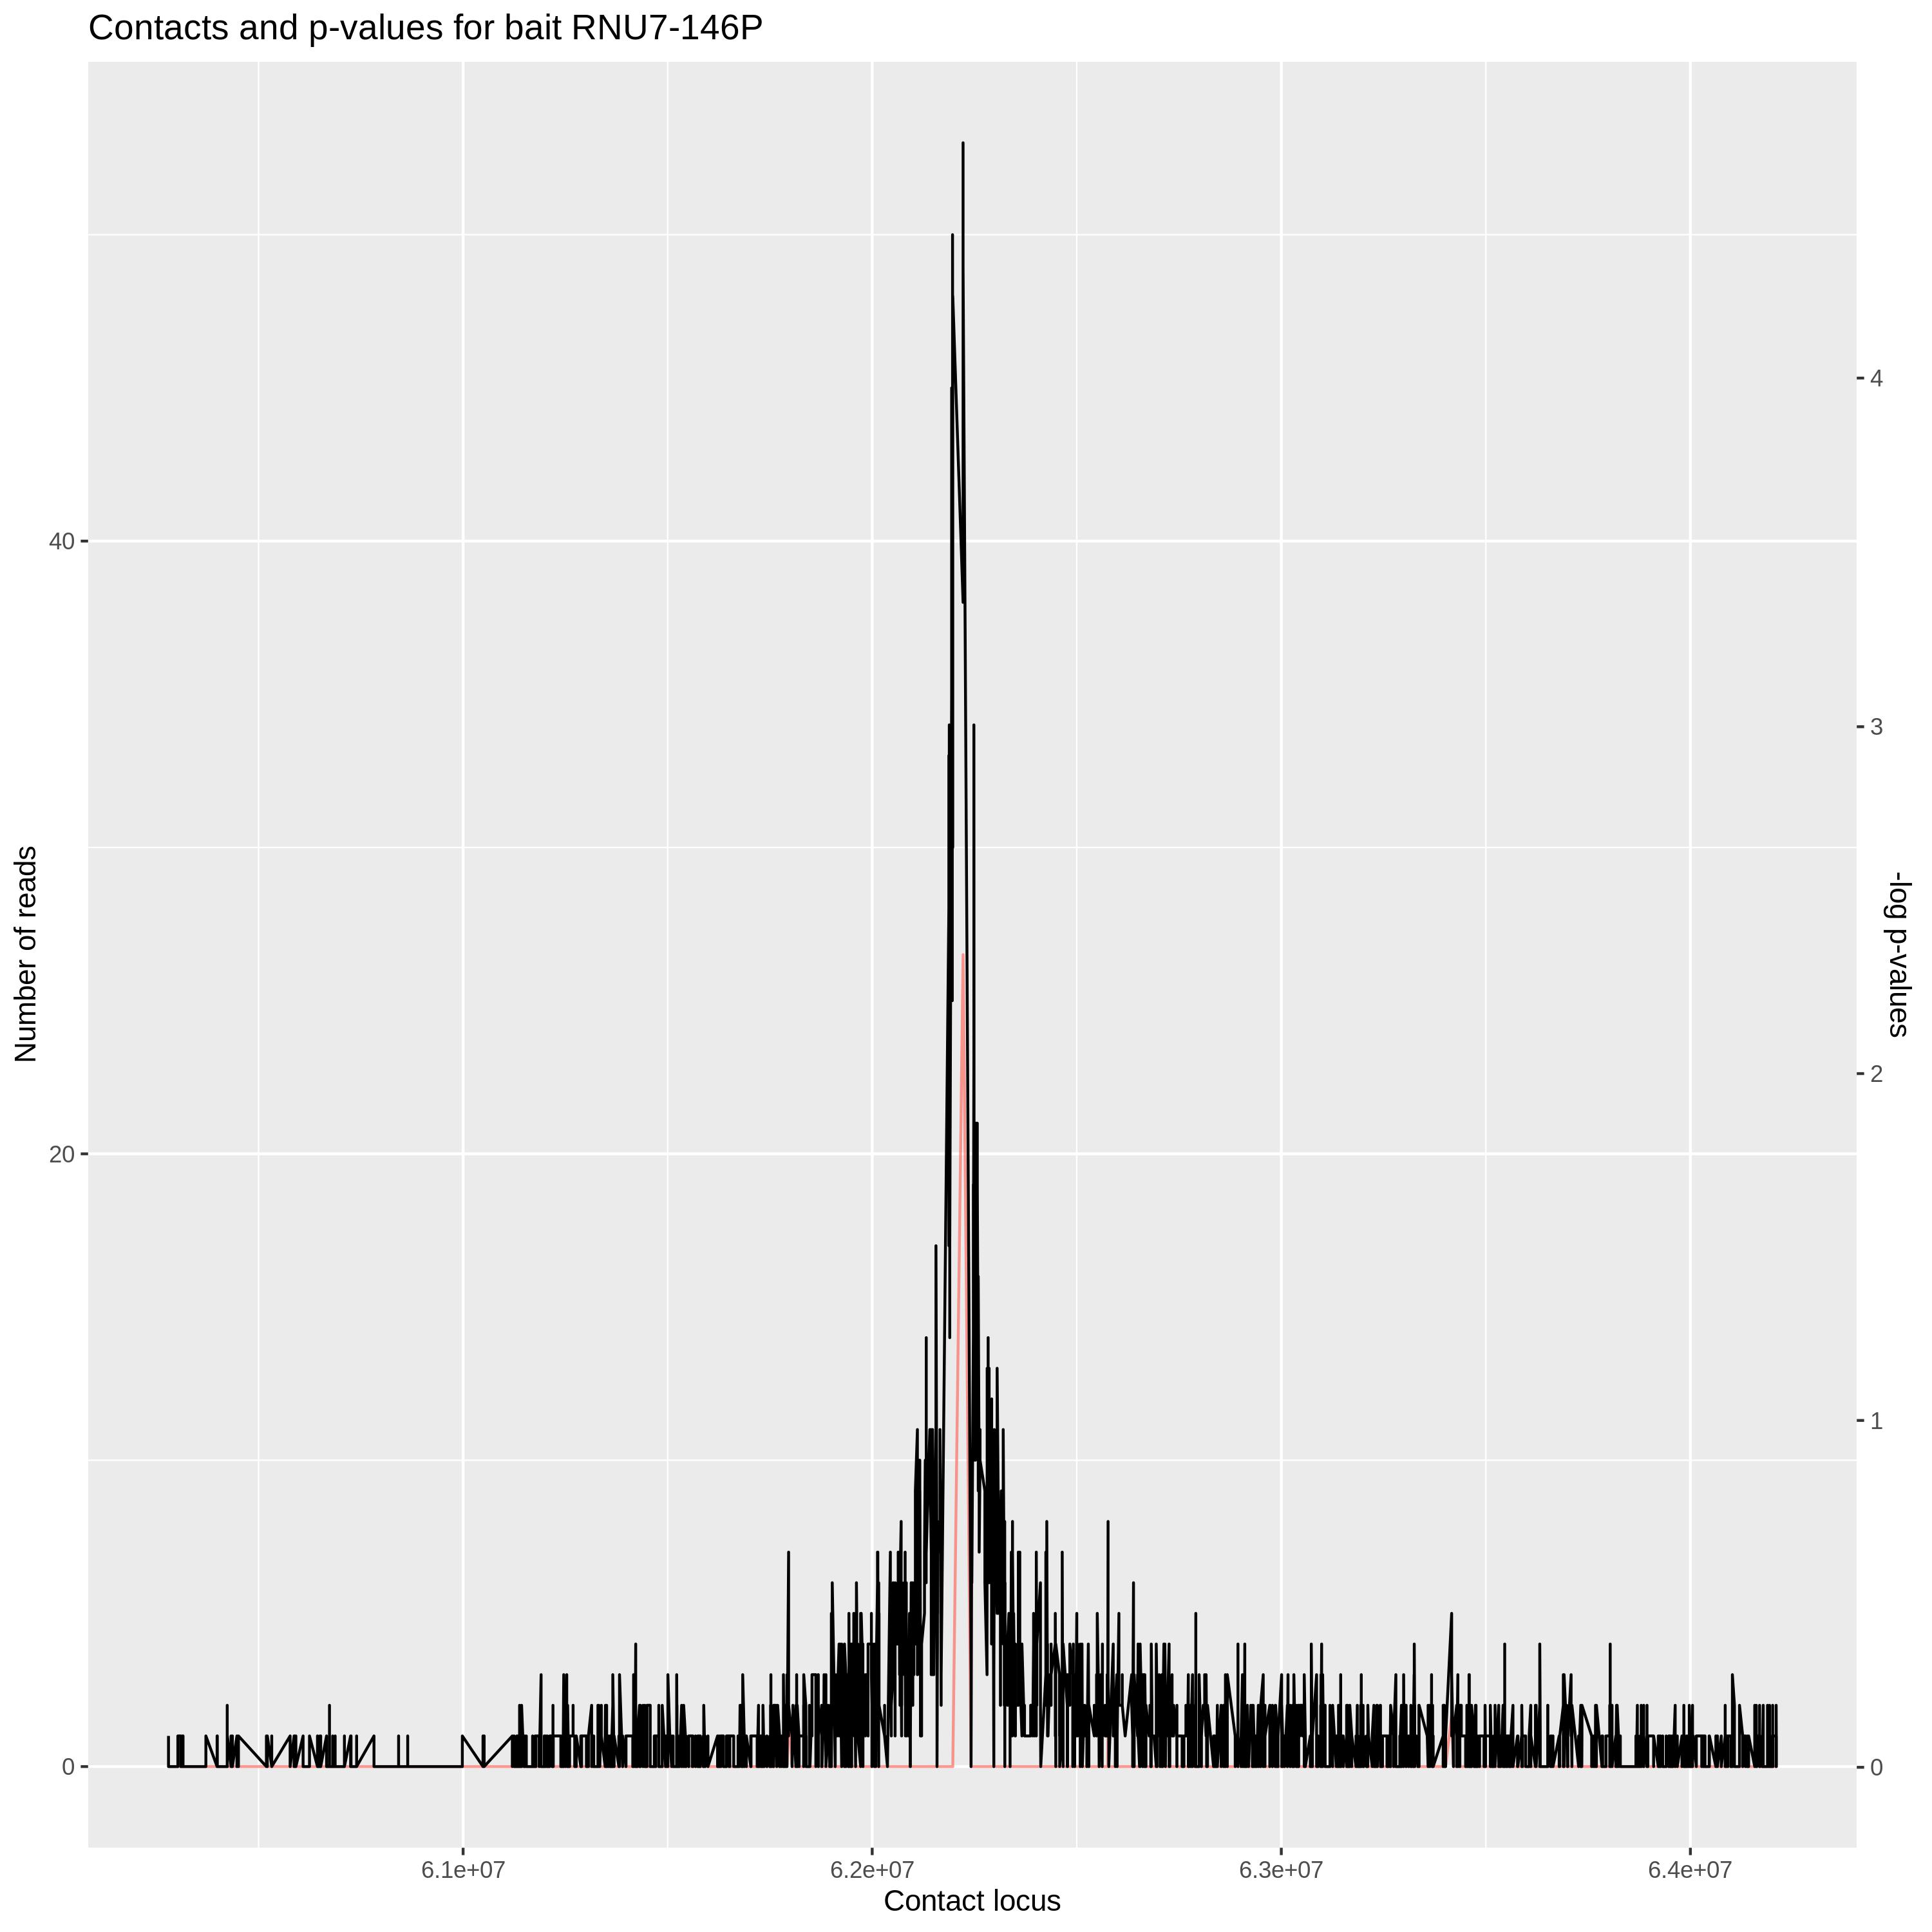 Contacts and p-values for bait RNU7-146P
Number of reads
40
20
0
4
3
2
1
0
-log p-values
6.1e+07
6.2e+07
6.3e+07
6.4e+07
Contact locus